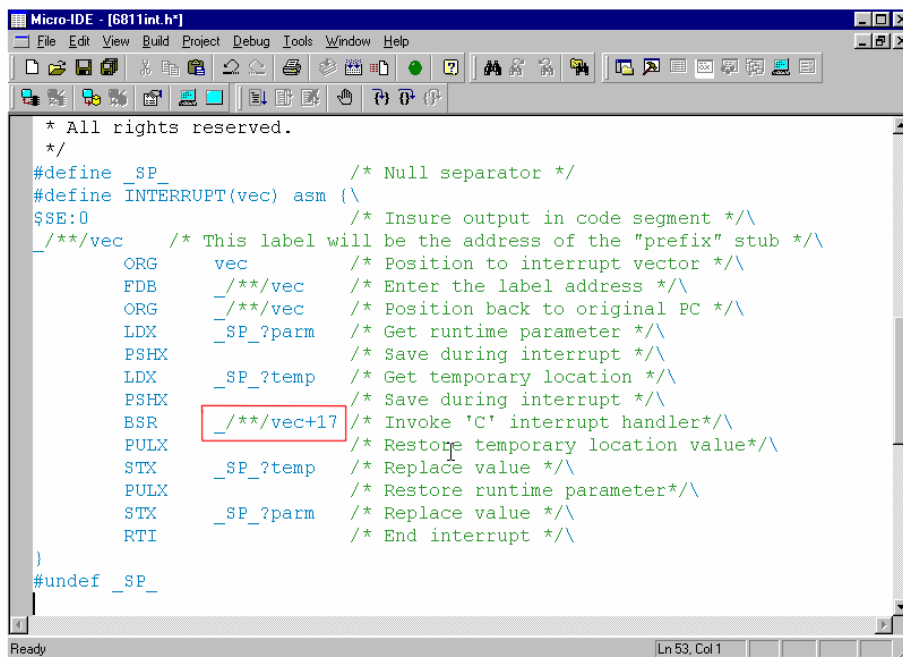 Micro-IDE - [6811int.h*]
File Edit View Build Project Debug Tools Window Help
 * All rights reserved.
 */
#define _SP_ /* Null separator */
#define INTERRUPT(vec) asm {\
$SE:0 /* Insure output in code segment */\
_/**/vec /* This label will be the address of the "prefix" stub */\
ORG vec /* Position to interrupt vector */\
FDB _/**/vec /* Enter the label address */\
ORG _/**/vec /* Position back to original PC */\
LDX _SP_?parm /* Get runtime parameter */\
PSHX /* Save during interrupt */\
LDX _SP_?temp /* Get temporary location */\
PSHX /* Save during interrupt */\
BSR _/**/vec+17 /* Invoke 'C' interrupt handler*/\
PULX /* Restore temporary location value*/\
STX _SP_?temp /* Replace value */\
PULX /* Restore runtime parameter*/\
STX _SP_?parm /* Replace value */\
RTI /* End interrupt */\
}
#undef _SP_
Ready Ln 53, Col 1